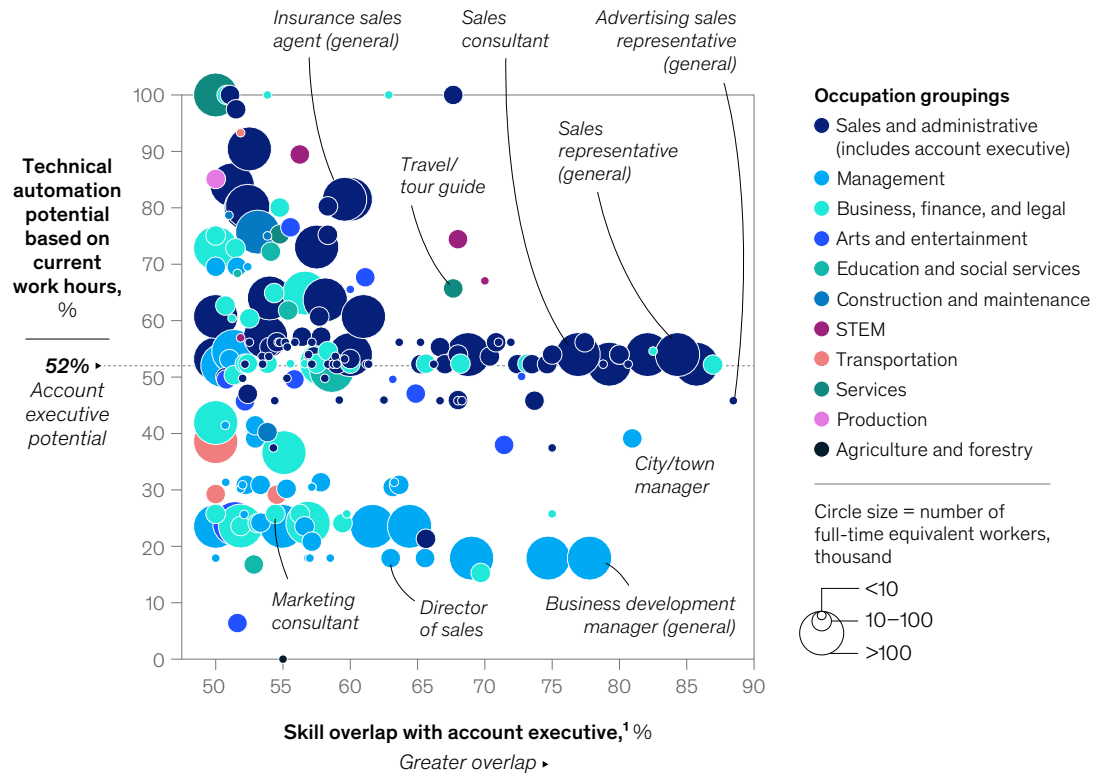 Insurance sales
agent (general)
Sales
consultant
Advertising sales
representative
(general)
Technical
automation
potential
based on
current
work hours,
%
52% ▸
Account
executive
potential
100
90
80
70
60
50
40
30
20
10
0
Travel/
tour guide
Sales
representative
(general)
City/town
manager
Marketing
consultant
Director
of sales
Business development
manager (general)
50
55
60
65
70
75
80
85
90
Skill overlap with account executive,¹ %
Greater overlap ▸
Occupation groupings
Sales and administrative
(includes account executive)
Management
Business, finance, and legal
Arts and entertainment
Education and social services
Construction and maintenance
STEM
Transportation
Services
Production
Agriculture and forestry
Circle size = number of
full-time equivalent workers,
thousand
<10
10–100
>100